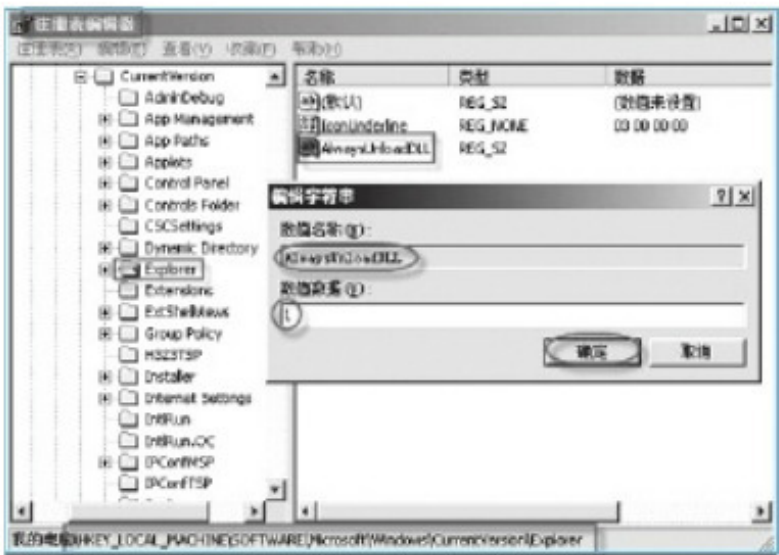 注册表编辑器
注册表(R) 编辑(E) 查看(V) 收藏(F) 帮助(H)
CurrentVersion
AdminDebug
App Management
App Paths
Applets
Control Panel
Controls Folder
CSCSettings
Dynamic Directory
Explorer
Extensions
ExtShellViews
Group Policy
H323TSP
Installer
Internet Settings
IntlRun
IntlRun.OC
IPConfMSP
IPConfTSP
名称 类型 数据
(默认) REG_SZ (数值未设置)
IconUnderline REG_NONE 03 00 00 00
AlwaysUnloadDLL REG_SZ
编辑字符串
数值名称(N):
AlwaysUnloadDLL
数值数据(V):
1
确定 取消
我的电脑\HKEY_LOCAL_MACHINE\SOFTWARE\Microsoft\Windows\CurrentVersion\Explorer